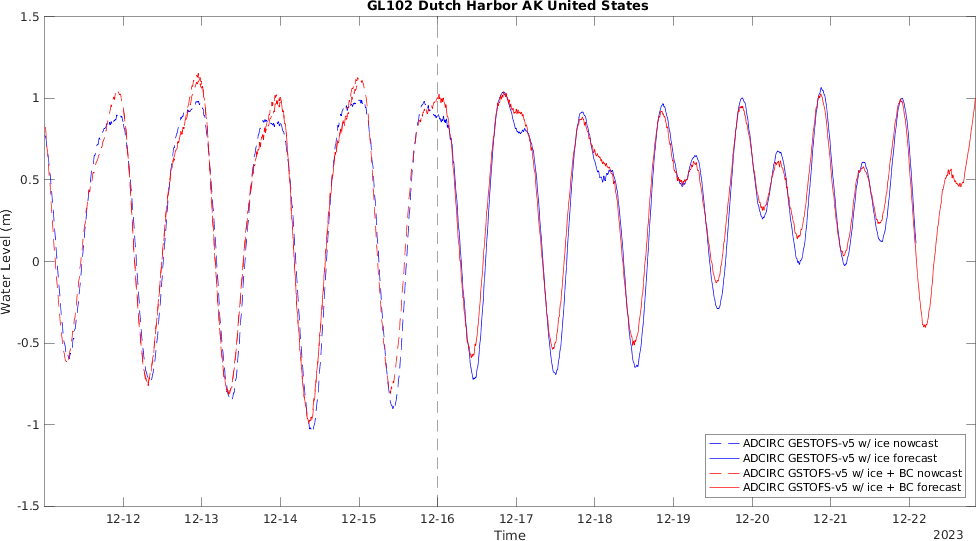 GL102 Dutch Harbor AK United States
1.5
1
0.5
0
-0.5
-1
-1.5
Water Level (m)
12-12 12-13 12-14 12-15 12-16 12-17 12-18 12-19 12-20 12-21 12-22
Time
2023
ADCIRC GESTOFS-v5 w/ ice nowcast
ADCIRC GESTOFS-v5 w/ ice forecast
ADCIRC GSTOFS-v5 w/ ice + BC nowcast
ADCIRC GSTOFS-v5 w/ ice + BC forecast